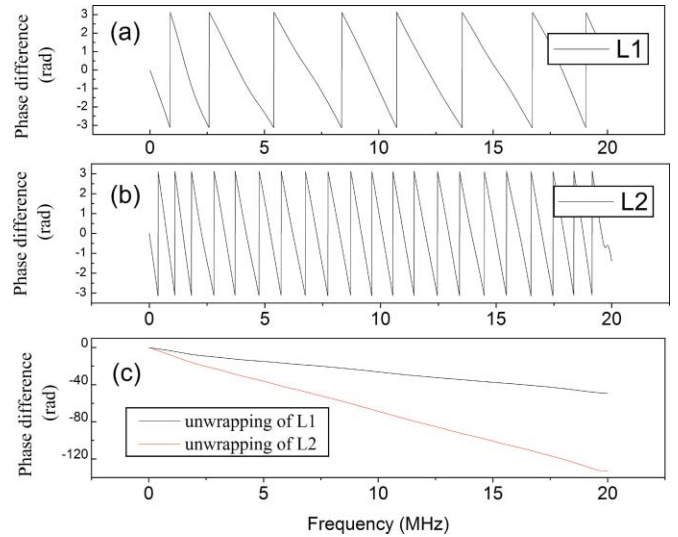 Phase difference
(rad)
3
2
1
0
-1
-2
-3
(a)
L1
0
5
10
15
20
Phase difference
(rad)
3
2
1
0
-1
-2
-3
(b)
L2
0
5
10
15
20
Phase difference
(rad)
0
-40
-80
-120
(c)
unwrapping of L1
unwrapping of L2
0
5
10
15
20
Frequency (MHz)